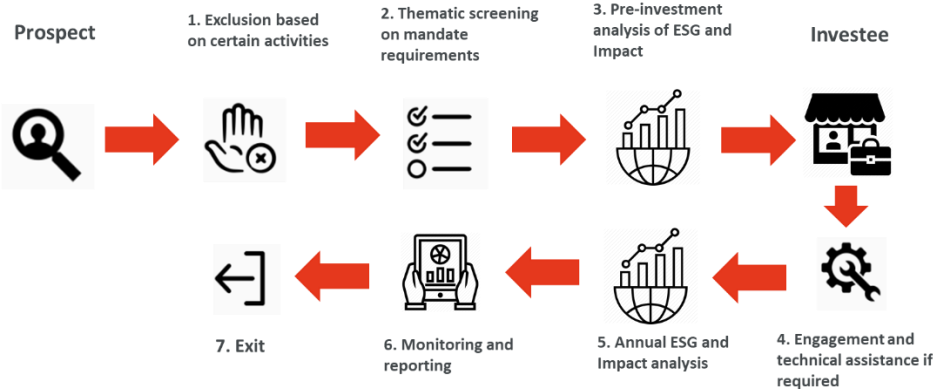 Prospect
1. Exclusion based
on certain activities
2. Thematic screening
on mandate
requirements
3. Pre-investment
analysis of ESG and
Impact
Investee
7. Exit
6. Monitoring and
reporting
5. Annual ESG and
Impact analysis
4. Engagement and
technical assistance if
required